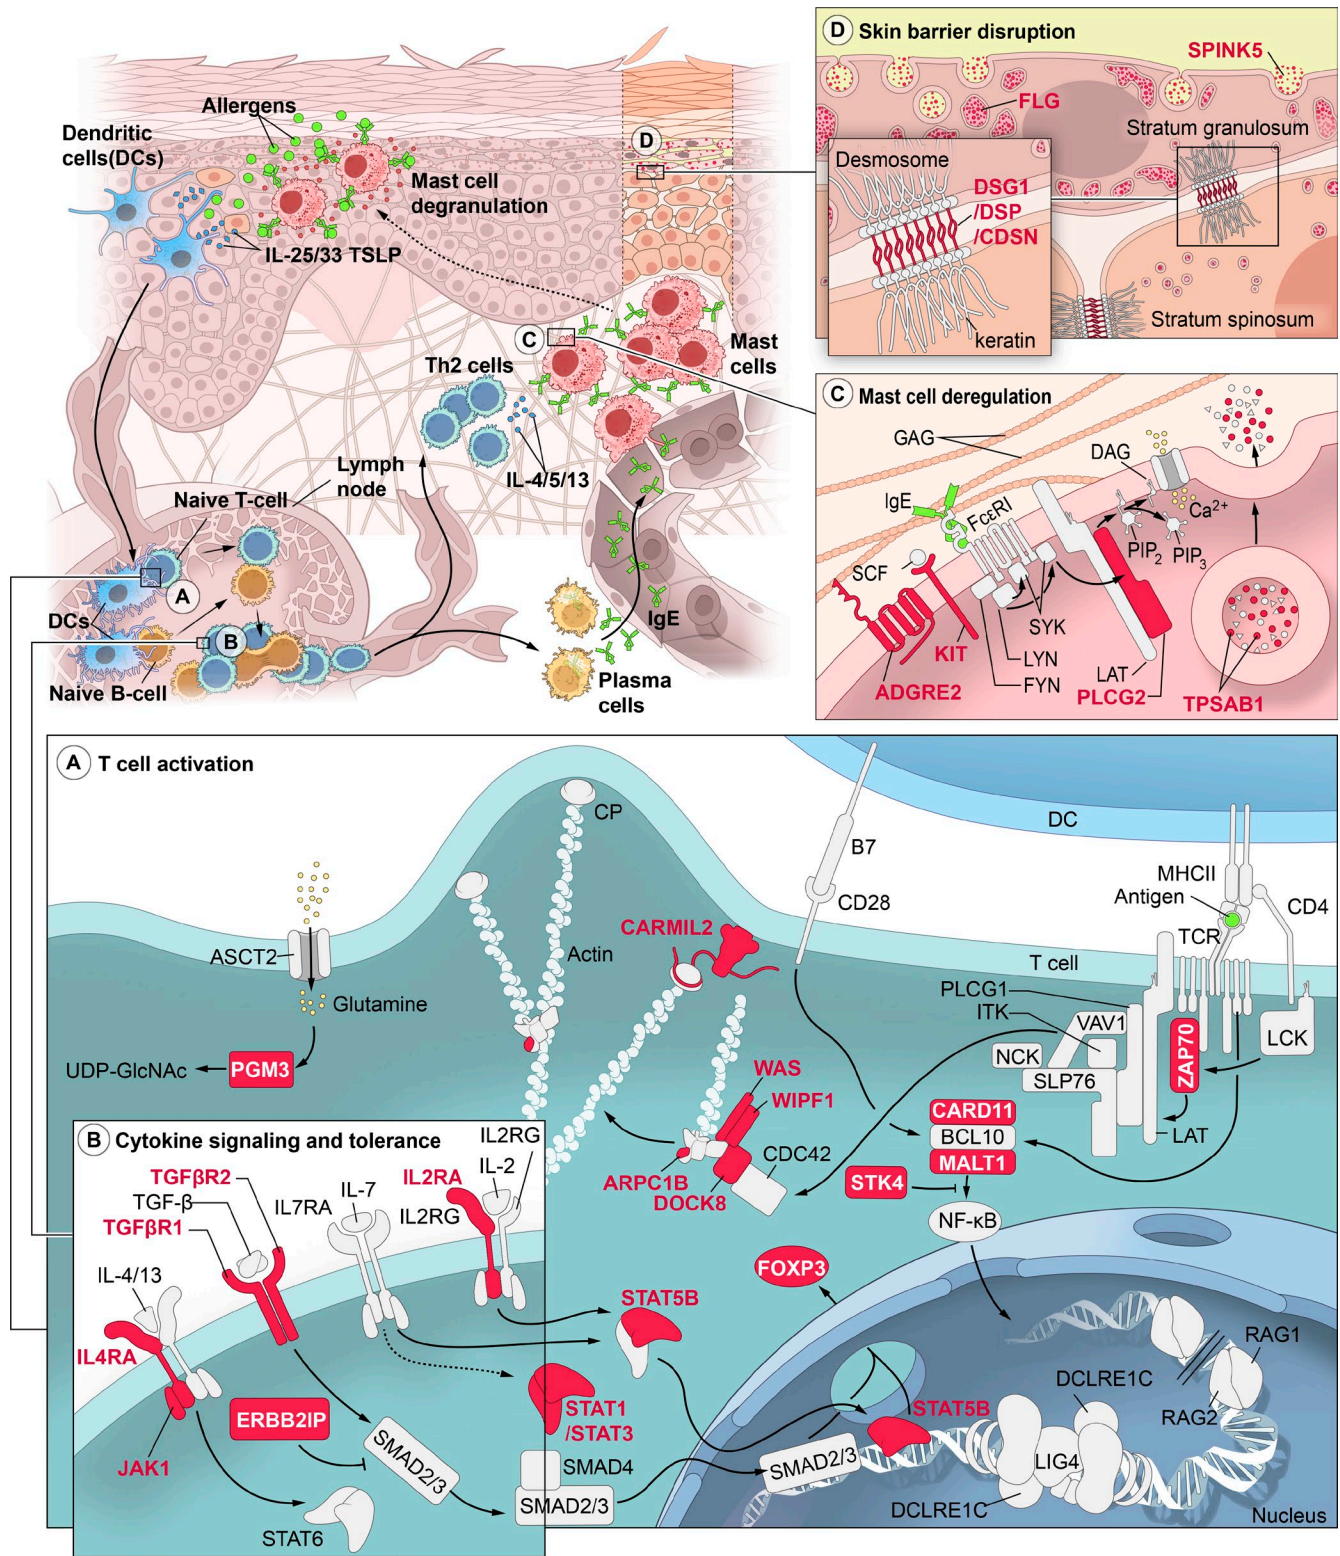 Allergens
Dendritic
cells(DCs)
Mast cell
degranulation
IL-25/33 TSLP
D
C
Th2 cells
Mast
cells
IL-4/5/13
Lymph
node
Naive T-cell
A
DCs
B
Naive B-cell
IgE
Plasma
cells
D Skin barrier disruption
SPINK5
FLG
Stratum granulosum
Desmosome
DSG1
/DSP
/CDSN
keratin
Stratum spinosum
C Mast cell deregulation
GAG
DAG
IgE
FcεRI
Ca²⁺
PIP₂
PIP₃
SCF
SYK
KIT
LYN
FYN
LAT
ADGRE2
PLCG2
TPSAB1
A T cell activation
CP
DC
B7
MHCII
Antigen
CD4
CD28
CARMIL2
TCR
ASCT2
Actin
T cell
Glutamine
PLCG1
ITK
VAV1
LCK
NCK
ZAP70
SLP76
UDP-GlcNAc
PGM3
WAS
WIPF1
CARD11
BCL10
MALT1
LAT
CDC42
ARPC1B
DOCK8
STK4
NF-κB
FOXP3
STAT5B
RAG1
DCLRE1C
RAG2
STAT5B
STAT1
/STAT3
SMAD4
SMAD2/3
SMAD2/3
LIG4
DCLRE1C
Nucleus
B Cytokine signaling and tolerance
IL2RG
TGFβR2
IL2RA
IL-2
TGF-β
IL-7
IL7RA
IL2RG
TGFβR1
IL-4/13
IL4RA
ERBB2IP
JAK1
SMAD2/3
STAT6